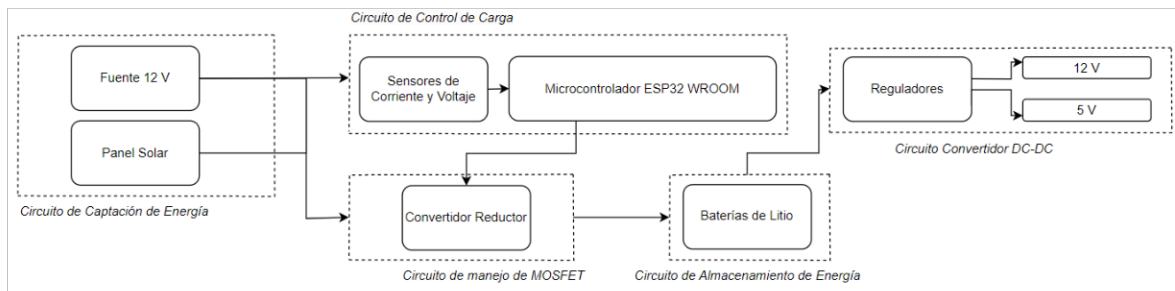 Circuito de Control de Carga
Fuente 12 V
Panel Solar
Circuito de Captación de Energía
Sensores de
Corriente y Voltaje
Microcontrolador ESP32 WROOM
Convertidor Reductor
Circuito de manejo de MOSFET
Baterías de Litio
Circuito de Almacenamiento de Energía
Reguladores
12 V
5 V
Circuito Convertidor DC-DC